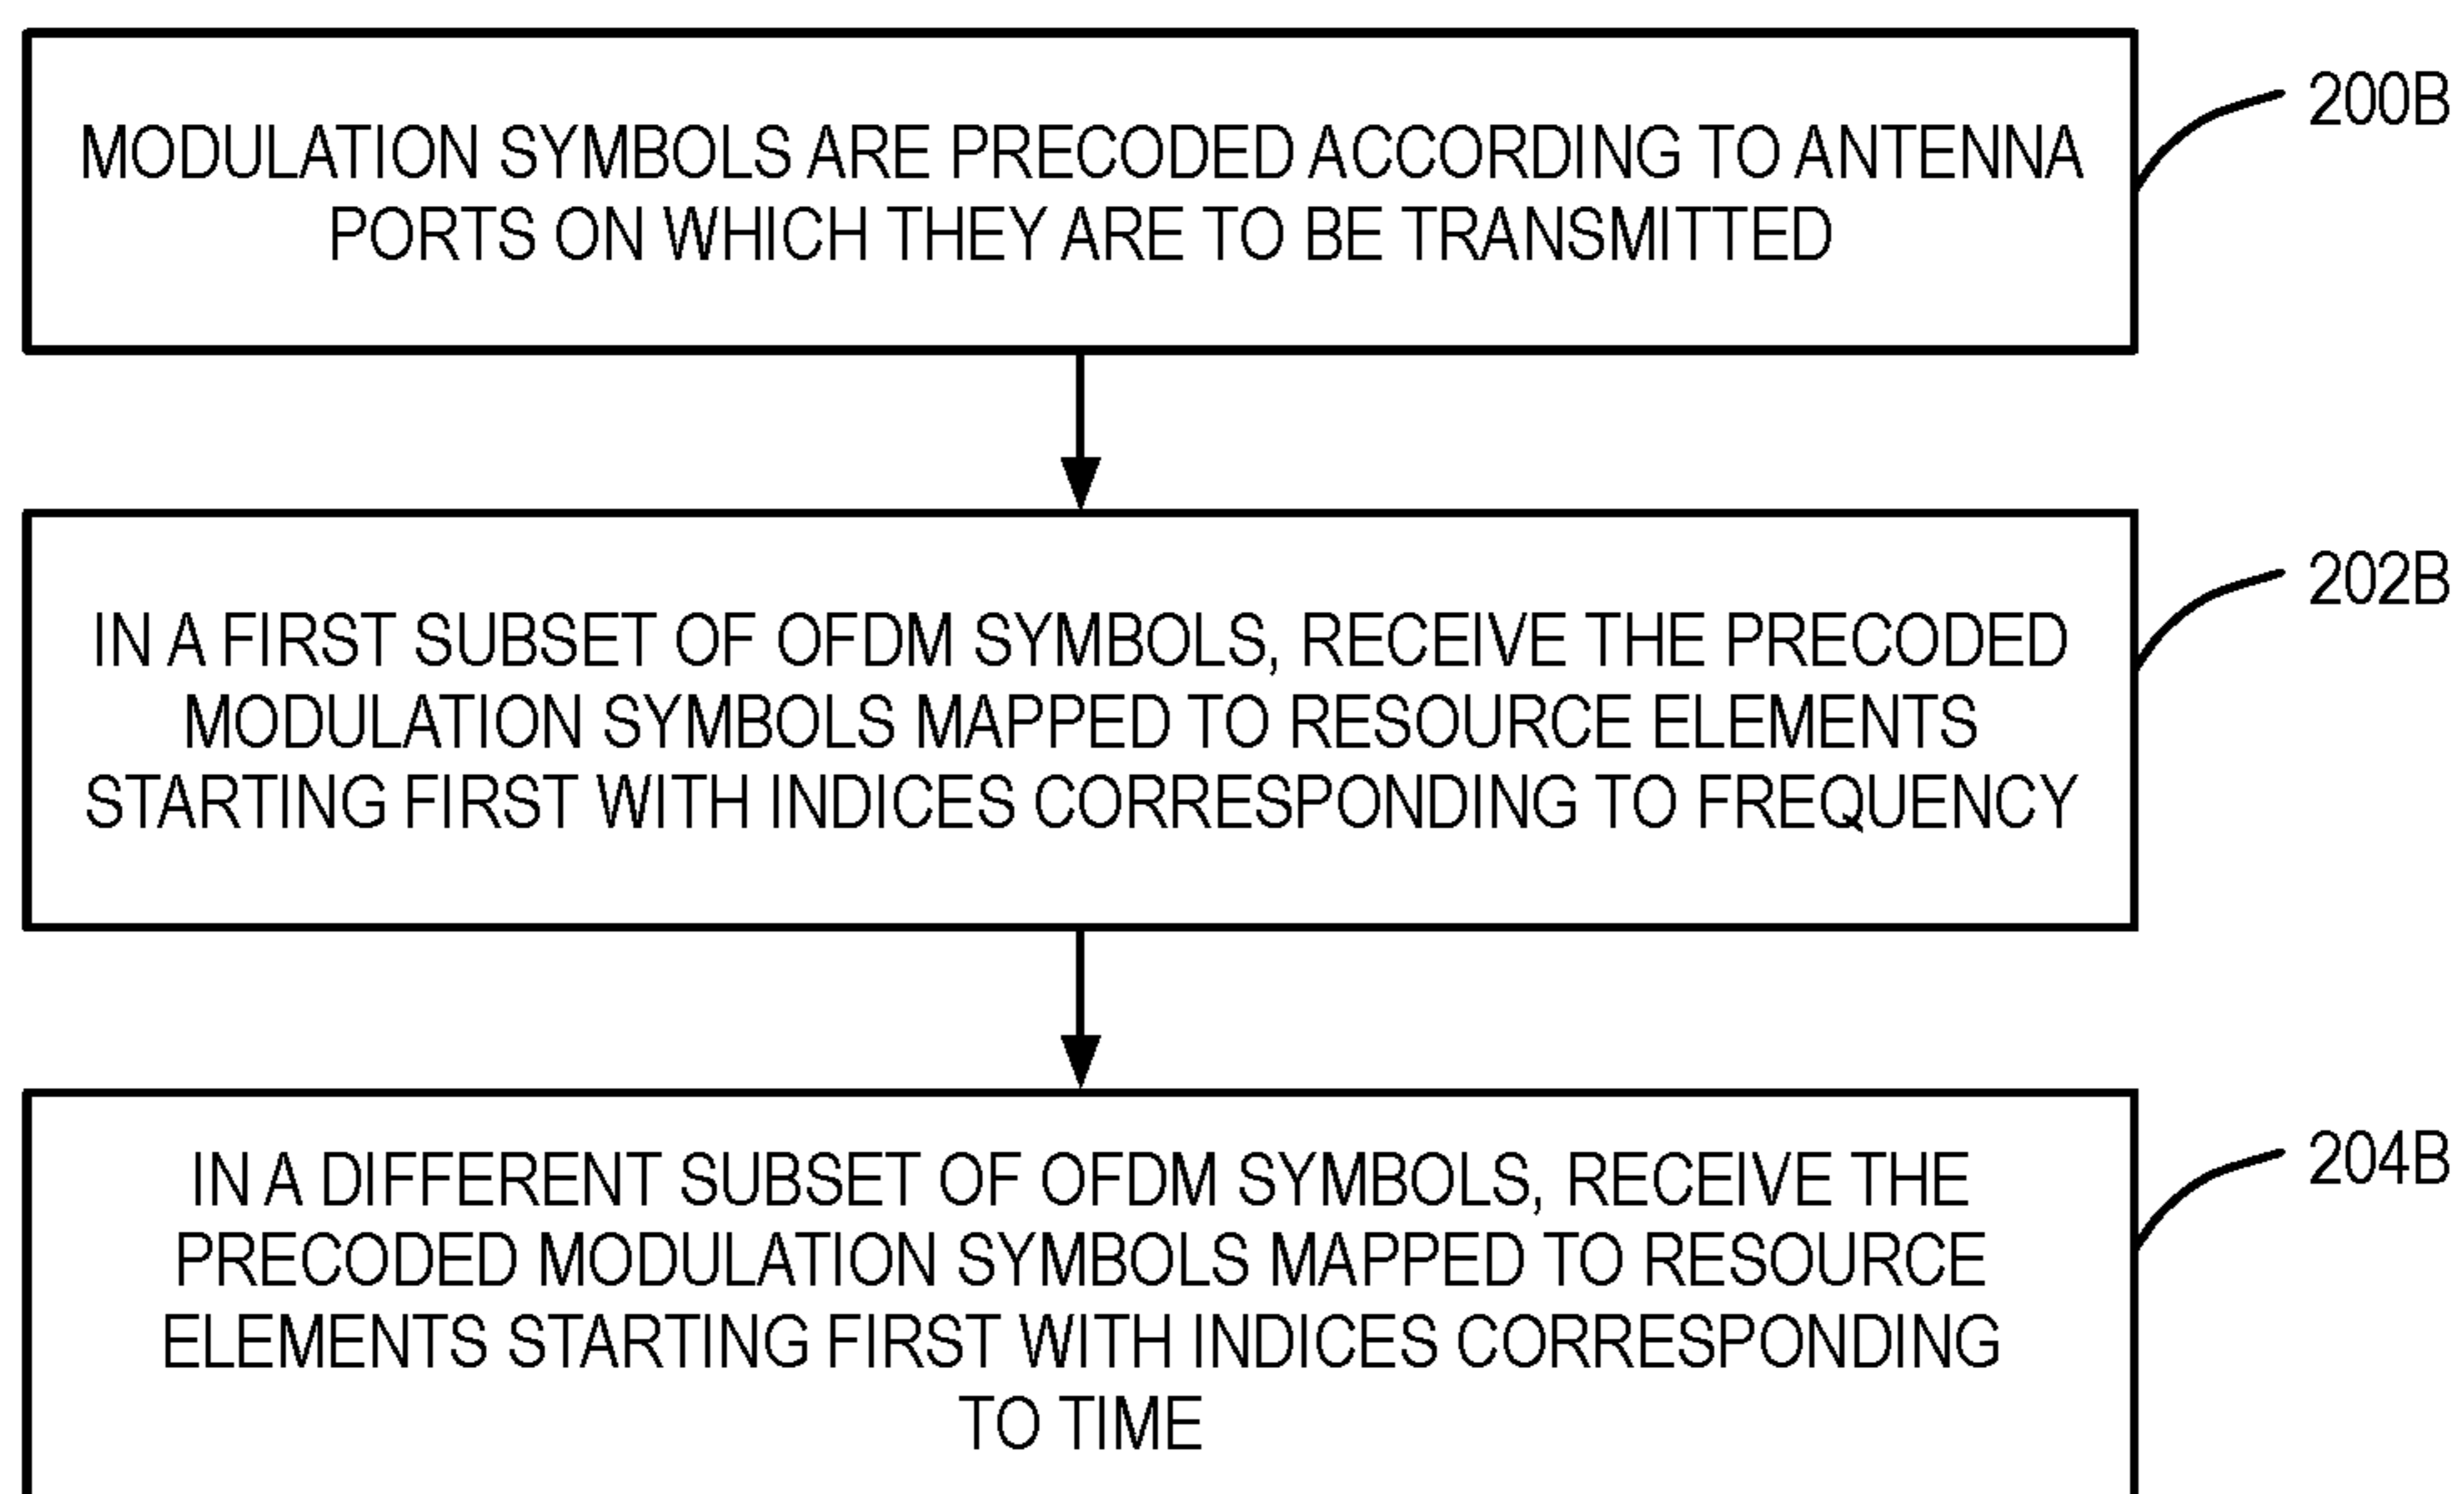 MODULATION SYMBOLS ARE PRECODED ACCORDING TO ANTENNA
PORTS ON WHICH THEY ARE TO BE TRANSMITTED
200B
IN A FIRST SUBSET OF OFDM SYMBOLS, RECEIVE THE PRECODED
MODULATION SYMBOLS MAPPED TO RESOURCE ELEMENTS
STARTING FIRST WITH INDICES CORRESPONDING TO FREQUENCY
202B
IN A DIFFERENT SUBSET OF OFDM SYMBOLS, RECEIVE THE
PRECODED MODULATION SYMBOLS MAPPED TO RESOURCE
ELEMENTS STARTING FIRST WITH INDICES CORRESPONDING
TO TIME
204B